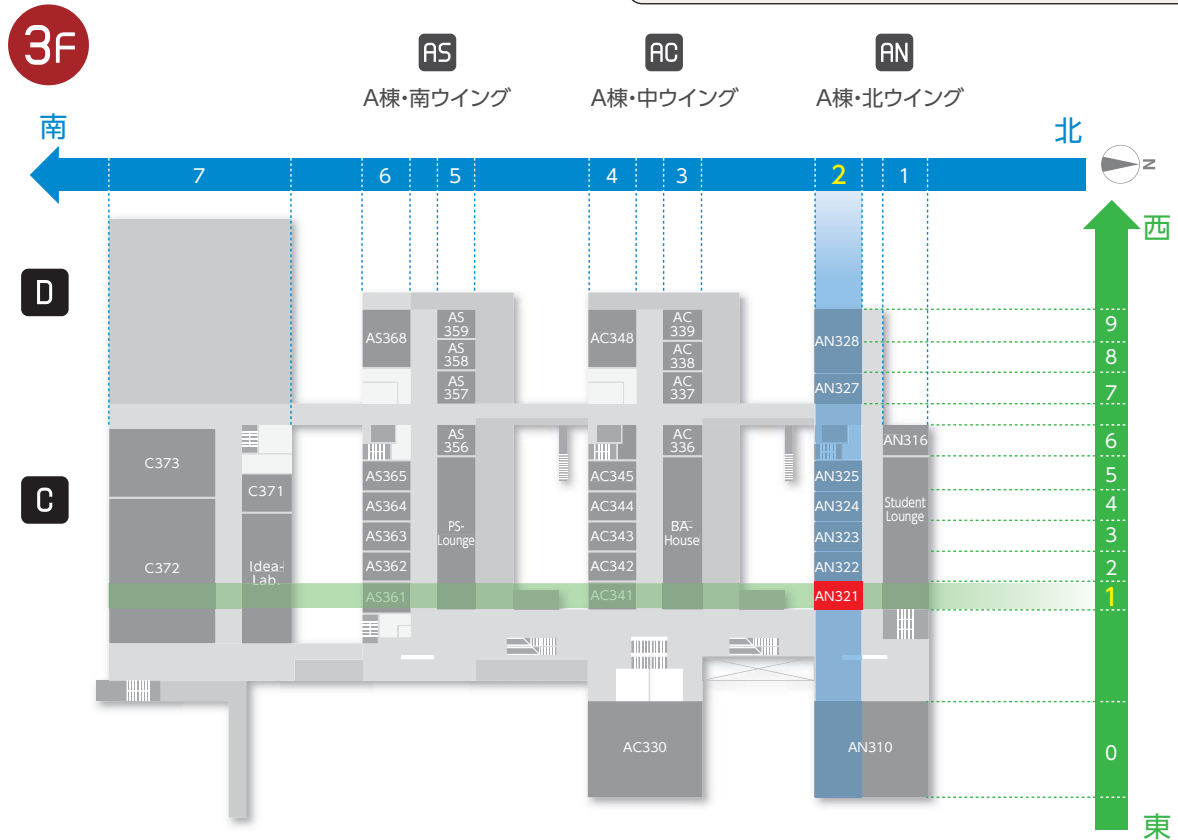 3F
AS
AC
AN
A棟・南ウイング
A棟・中ウイング
A棟・北ウイング
南
北
7
6
5
4
3
2
1
N
西
D
AS368
AS
359
AS
358
AS
357
AC348
AC
339
AC
338
AC
337
AN328
AN327
9
8
7
C
C373
C371
C372
Idea-
Lab.
AS
356
AS365
AS364
AS363
AS362
AS361
PS-
Lounge
AC
336
AC345
AC344
AC343
AC342
AC341
BA-
House
AN316
AN325
AN324
AN323
AN322
AN321
Student
Lounge
6
5
4
3
2
1
AC330
AN310
0
東